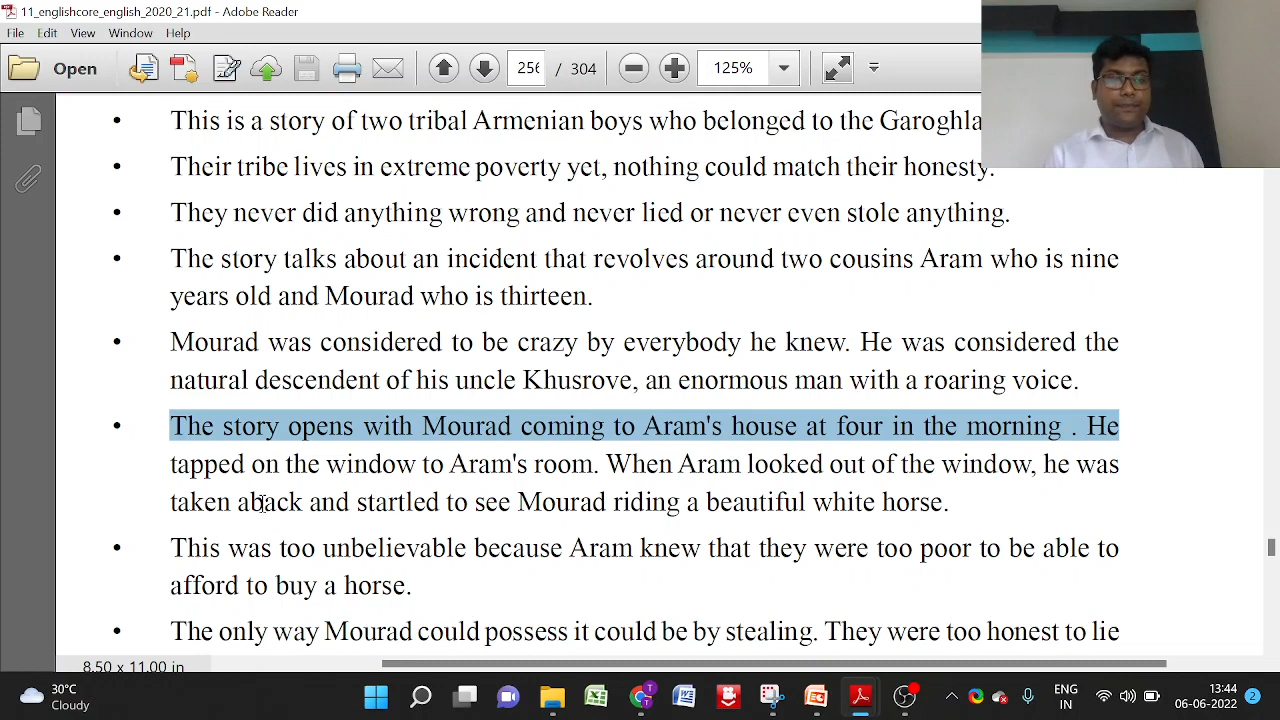 11_englishcore_english_2020_21.pdf - Adobe Reader
File Edit View Window Help
Open 256 / 304 125%
• This is a story of two tribal Armenian boys who belonged to the
• Their tribe lives in extreme poverty yet, nothing could match their honesty.
• They never did anything wrong and never lied or never even stole anything.
• The story talks about an incident that revolves around two cousins Aram who is nine
years old and Mourad who is thirteen.
• Mourad was considered to be crazy by everybody he knew. He was considered the
natural descendent of his uncle Khusrove, an enormous man with a roaring voice.
• The story opens with Mourad coming to Aram's house at four in the morning . He
tapped on the window to Aram's room. When Aram looked out of the window, he was
taken aback and startled to see Mourad riding a beautiful white horse.
• This was too unbelievable because Aram knew that they were too poor to be able to
afford to buy a horse.
• The only way Mourad could possess it could be by stealing. They were too honest to lie
8.50 x 11.00 in
30°C
Cloudy
ENG
IN
13:44
06-06-2022
2